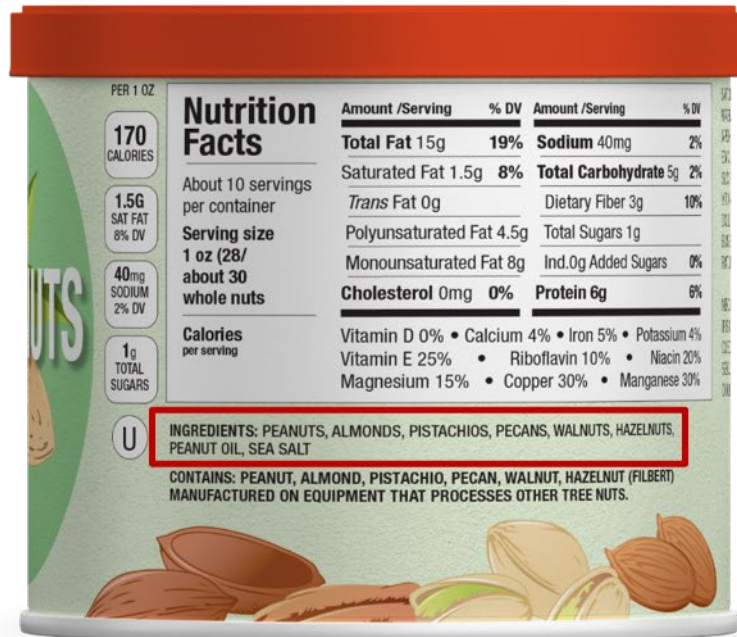 PER 1 OZ
170
CALORIES
1.5G
SAT FAT
8% DV
40mg
SODIUM
2% DV
1g
TOTAL
SUGARS
UTS
U
Nutrition
Facts
About 10 servings
per container
Serving size
1 oz (28/
about 30
whole nuts
Calories
per serving
Amount /Serving % DV
Total Fat 15g 19%
Saturated Fat 1.5g 8%
Trans Fat 0g
Polyunsaturated Fat 4.5g
Monounsaturated Fat 8g
Cholesterol 0mg 0%
Amount /Serving % DV
Sodium 40mg 2%
Total Carbohydrate 5g 2%
Dietary Fiber 3g 10%
Total Sugars 1g
Ind.0g Added Sugars 0%
Protein 6g 6%
Vitamin D 0% • Calcium 4% • Iron 5% • Potassium 4%
Vitamin E 25% • Riboflavin 10% • Niacin 20%
Magnesium 15% • Copper 30% • Manganese 30%
INGREDIENTS: PEANUTS, ALMONDS, PISTACHIOS, PECANS, WALNUTS, HAZELNUTS,
PEANUT OIL, SEA SALT
CONTAINS: PEANUT, ALMOND, PISTACHIO, PECAN, WALNUT, HAZELNUT (FILBERT)
MANUFACTURED ON EQUIPMENT THAT PROCESSES OTHER TREE NUTS.